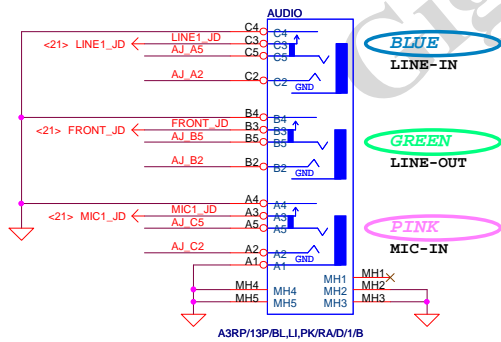 AUDIO
C4 C4
<21> LINE1_JD LINE1_JD C3 C3
AJ_A5 C5 C5
AJ_A2 C2 C2
GND
BLUE
LINE-IN
B4 B4
<21> FRONT_JD FRONT_JD B3 B3
AJ_B5 B5 B5
AJ_B2 B2 B2
GND
GREEN
LINE-OUT
A4 A4
<21> MIC1_JD MIC1_JD A3 A3
AJ_C5 A5 A5
AJ_C2 A2 A2
GND
A1 A1
PINK
MIC-IN
MH4 MH4 MH1 MH1
MH5 MH5 MH2 MH2
MH3 MH3
A3RP/13P/BL,LI,PK/RA/D/1/B
Gig